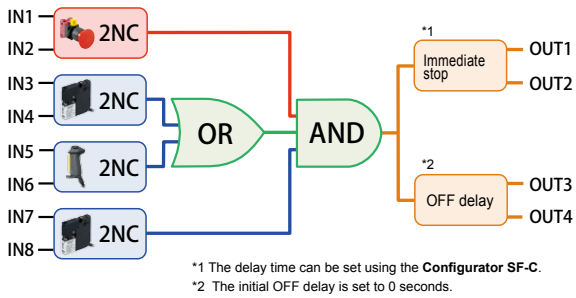 IN1
IN2
2NC
IN3
IN4
2NC
IN5
IN6
2NC
IN7
IN8
2NC
OR
AND
*1
Immediate
stop
OUT1
OUT2
*2
OFF delay
OUT3
OUT4
*1 The delay time can be set using the Configurator SF-C.
*2 The initial OFF delay is set to 0 seconds.